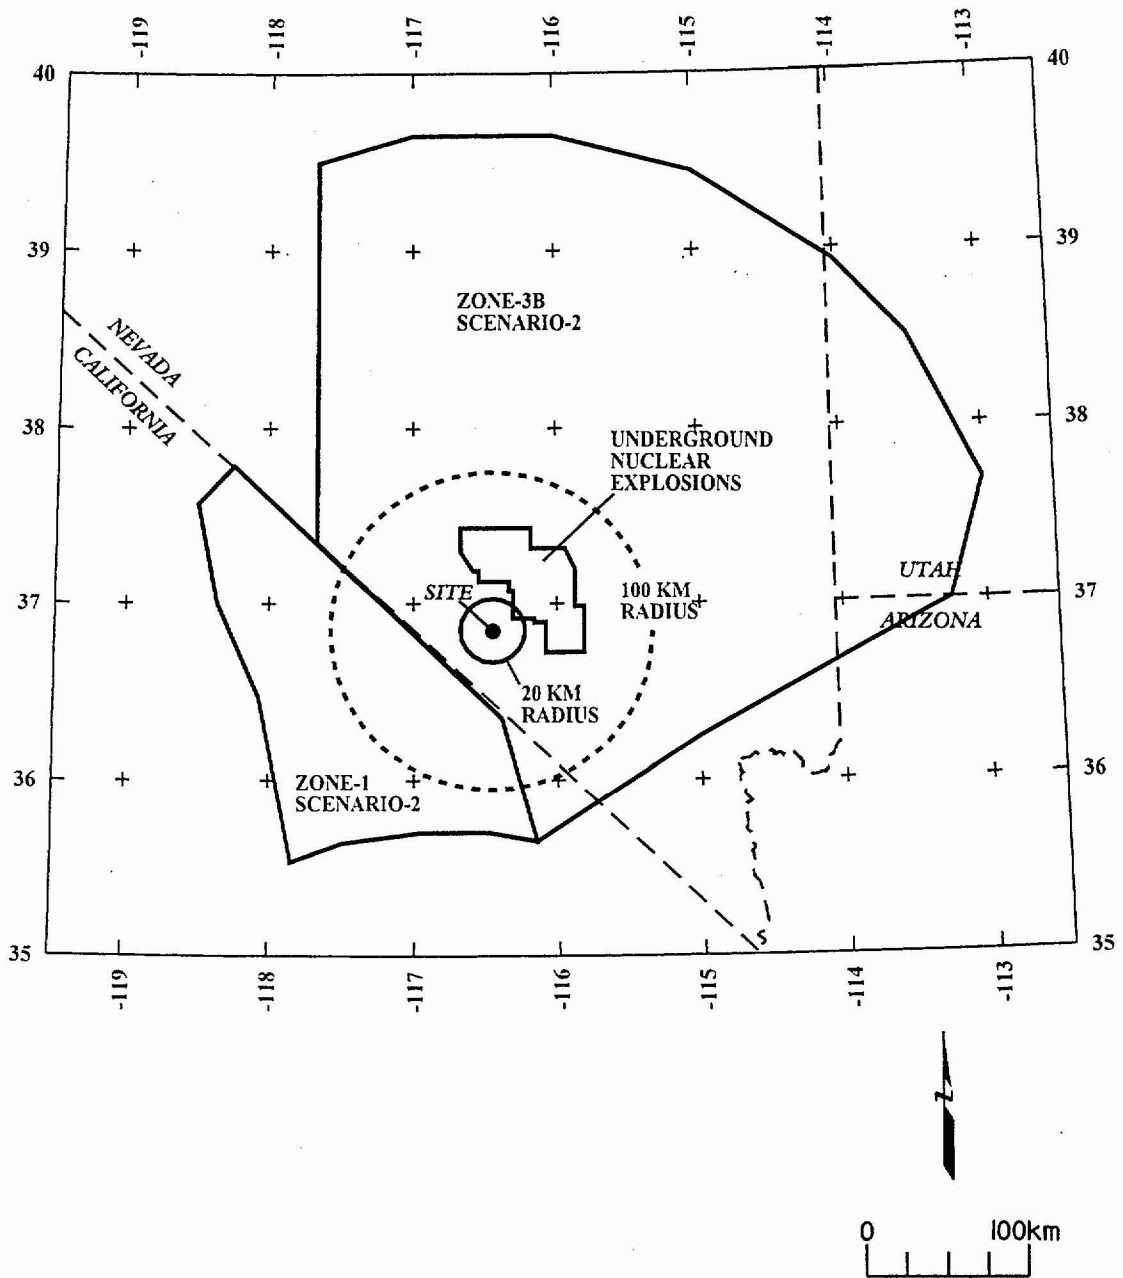 -119
-118
-117
-116
-115
-114
-113
40
40
39
39
ZONE-3B
SCENARIO-2
NEVADA
CALIFORNIA
38
38
UNDERGROUND
NUCLEAR
EXPLOSIONS
UTAH
ARIZONA
SITE
100 KM
RADIUS
37
37
20 KM
RADIUS
36
36
ZONE-1
SCENARIO-2
35
35
-119
-118
-117
-116
-115
-114
-113
Z
0 100km